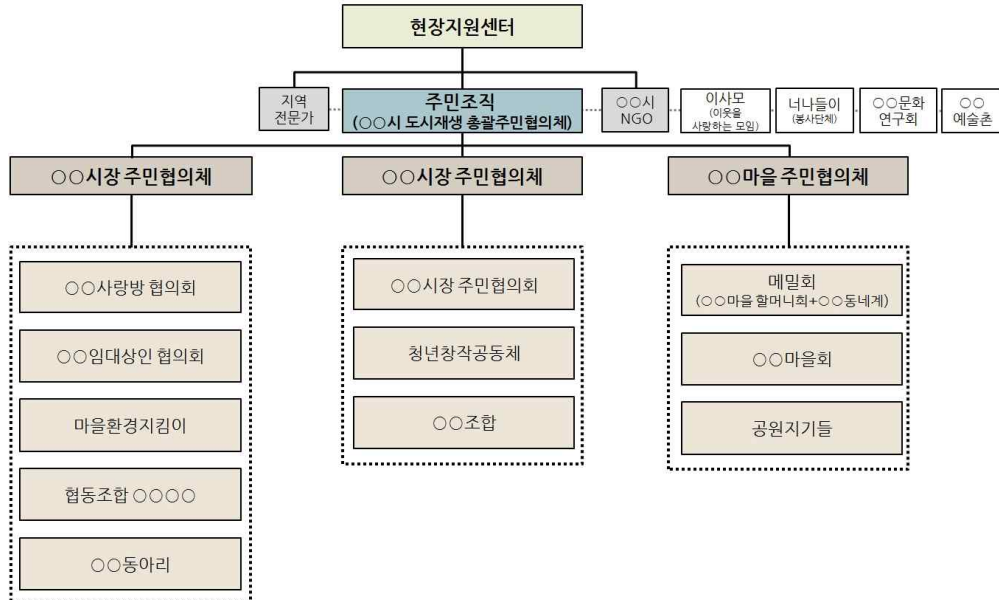 현장지원센터
지역
전문가
주민조직
(○○시 도시재생 총괄주민협의체)
○○시
NGO
이사모
(이웃을
사랑하는 모임)
너나들이
(봉사단체)
○○문화
연구회
○○
예술촌
○○시장 주민협의체
○○시장 주민협의체
○○마을 주민협의체
○○사랑방 협의회
○○임대상인 협의회
마을환경지킴이
협동조합 ○○○○
○○동아리
○○시장 주민협의회
청년창작공동체
○○조합
메밀회
(○○마을 할머니회+○○동네계)
○○마을회
공원지기들